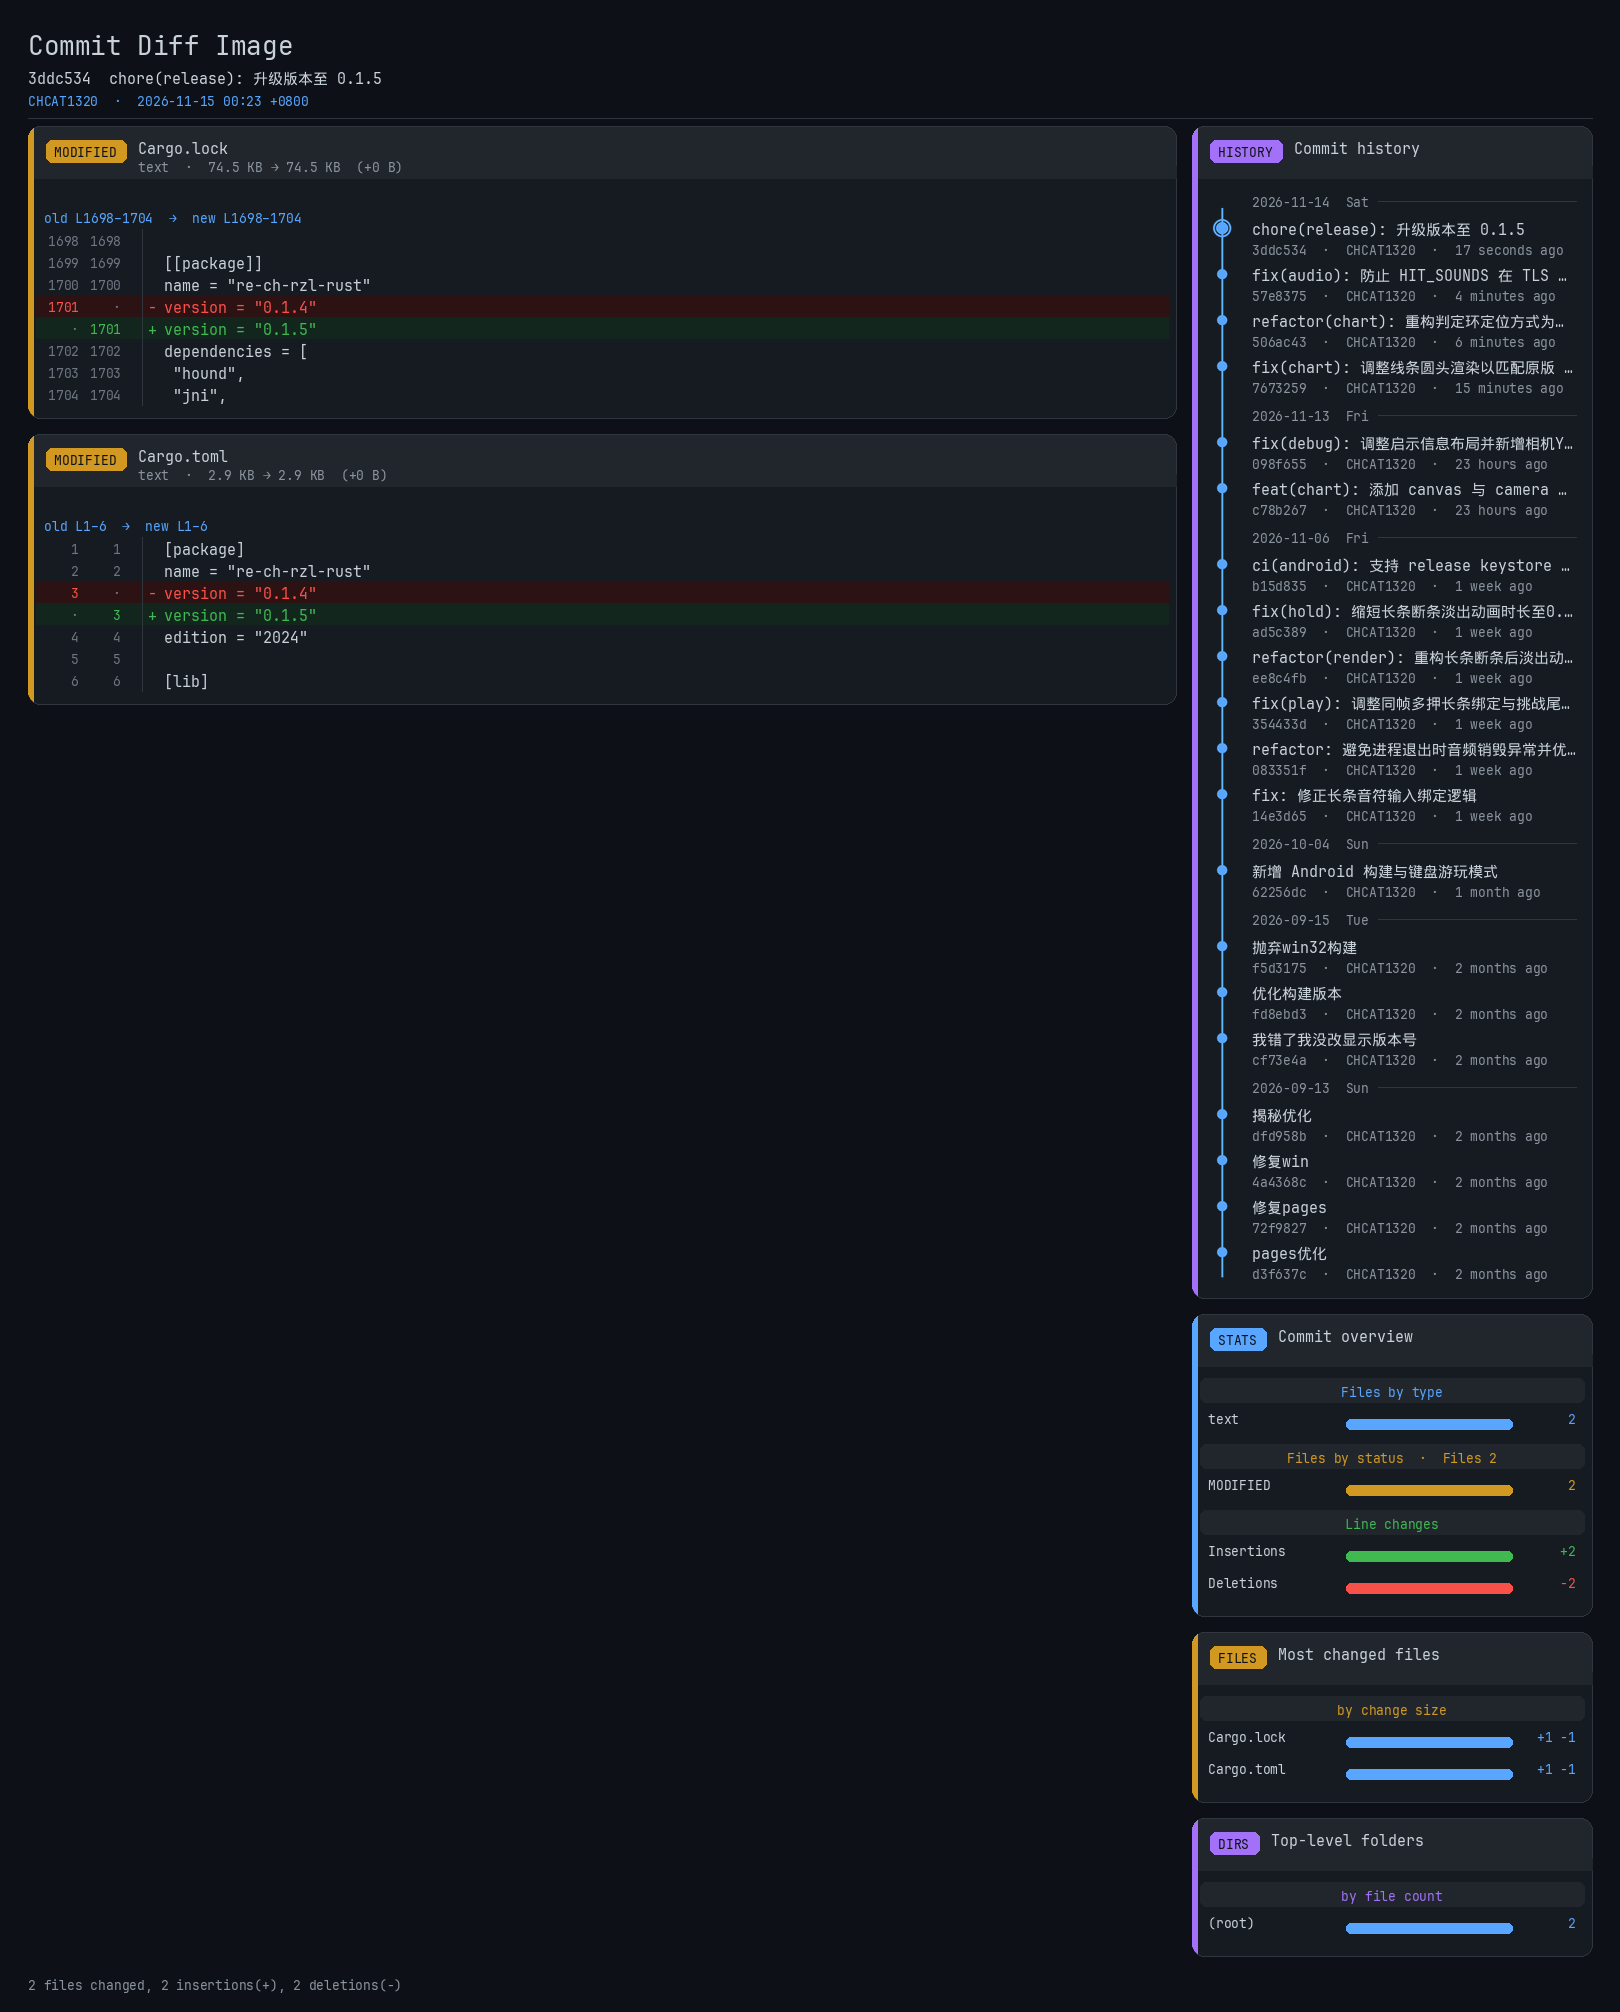 Commit Diff Image
3ddc534  chore(release): 升级版本至 0.1.5
CHCAT1320  ·  2026-11-15 00:23 +0800
MODIFIED  Cargo.lock
text  ·  74.5 KB → 74.5 KB  (+0 B)
old L1698-1704  →  new L1698-1704
1698 1698
1699 1699  [[package]]
1700 1700  name = "re-ch-rzl-rust"
1701 ·  - version = "0.1.4"
· 1701  + version = "0.1.5"
1702 1702  dependencies = [
1703 1703   "hound",
1704 1704   "jni",
MODIFIED  Cargo.toml
text  ·  2.9 KB → 2.9 KB  (+0 B)
old L1-6  →  new L1-6
1 1  [package]
2 2  name = "re-ch-rzl-rust"
3 ·  - version = "0.1.4"
· 3  + version = "0.1.5"
4 4  edition = "2024"
5 5
6 6  [lib]
HISTORY  Commit history
2026-11-14  Sat
chore(release): 升级版本至 0.1.5
3ddc534  ·  CHCAT1320  ·  17 seconds ago
fix(audio): 防止 HIT_SOUNDS 在 TLS …
57e8375  ·  CHCAT1320  ·  4 minutes ago
refactor(chart): 重构判定环定位方式为…
506ac43  ·  CHCAT1320  ·  6 minutes ago
fix(chart): 调整线条圆头渲染以匹配原版 …
7673259  ·  CHCAT1320  ·  15 minutes ago
2026-11-13  Fri
fix(debug): 调整启示信息布局并新增相机Y…
098f655  ·  CHCAT1320  ·  23 hours ago
feat(chart): 添加 canvas 与 camera …
c78b267  ·  CHCAT1320  ·  23 hours ago
2026-11-06  Fri
ci(android): 支持 release keystore …
b15d835  ·  CHCAT1320  ·  1 week ago
fix(hold): 缩短长条断条淡出动画时长至0.…
ad5c389  ·  CHCAT1320  ·  1 week ago
refactor(render): 重构长条断条后淡出动…
ee8c4fb  ·  CHCAT1320  ·  1 week ago
fix(play): 调整同帧多押长条绑定与挑战尾…
354433d  ·  CHCAT1320  ·  1 week ago
refactor: 避免进程退出时音频销毁异常并优…
083351f  ·  CHCAT1320  ·  1 week ago
fix: 修正长条音符输入绑定逻辑
14e3d65  ·  CHCAT1320  ·  1 week ago
2026-10-04  Sun
新增 Android 构建与键盘游玩模式
62256dc  ·  CHCAT1320  ·  1 month ago
2026-09-15  Tue
抛弃win32构建
f5d3175  ·  CHCAT1320  ·  2 months ago
优化构建版本
fd8ebd3  ·  CHCAT1320  ·  2 months ago
我错了我没改显示版本号
cf73e4a  ·  CHCAT1320  ·  2 months ago
2026-09-13  Sun
揭秘优化
dfd958b  ·  CHCAT1320  ·  2 months ago
修复win
4a4368c  ·  CHCAT1320  ·  2 months ago
修复pages
72f9827  ·  CHCAT1320  ·  2 months ago
pages优化
d3f637c  ·  CHCAT1320  ·  2 months ago
STATS  Commit overview
Files by type
text  2
Files by status  ·  Files 2
MODIFIED  2
Line changes
Insertions  +2
Deletions  -2
FILES  Most changed files
by change size
Cargo.lock  +1 -1
Cargo.toml  +1 -1
DIRS  Top-level folders
by file count
(root)  2
2 files changed, 2 insertions(+), 2 deletions(-)